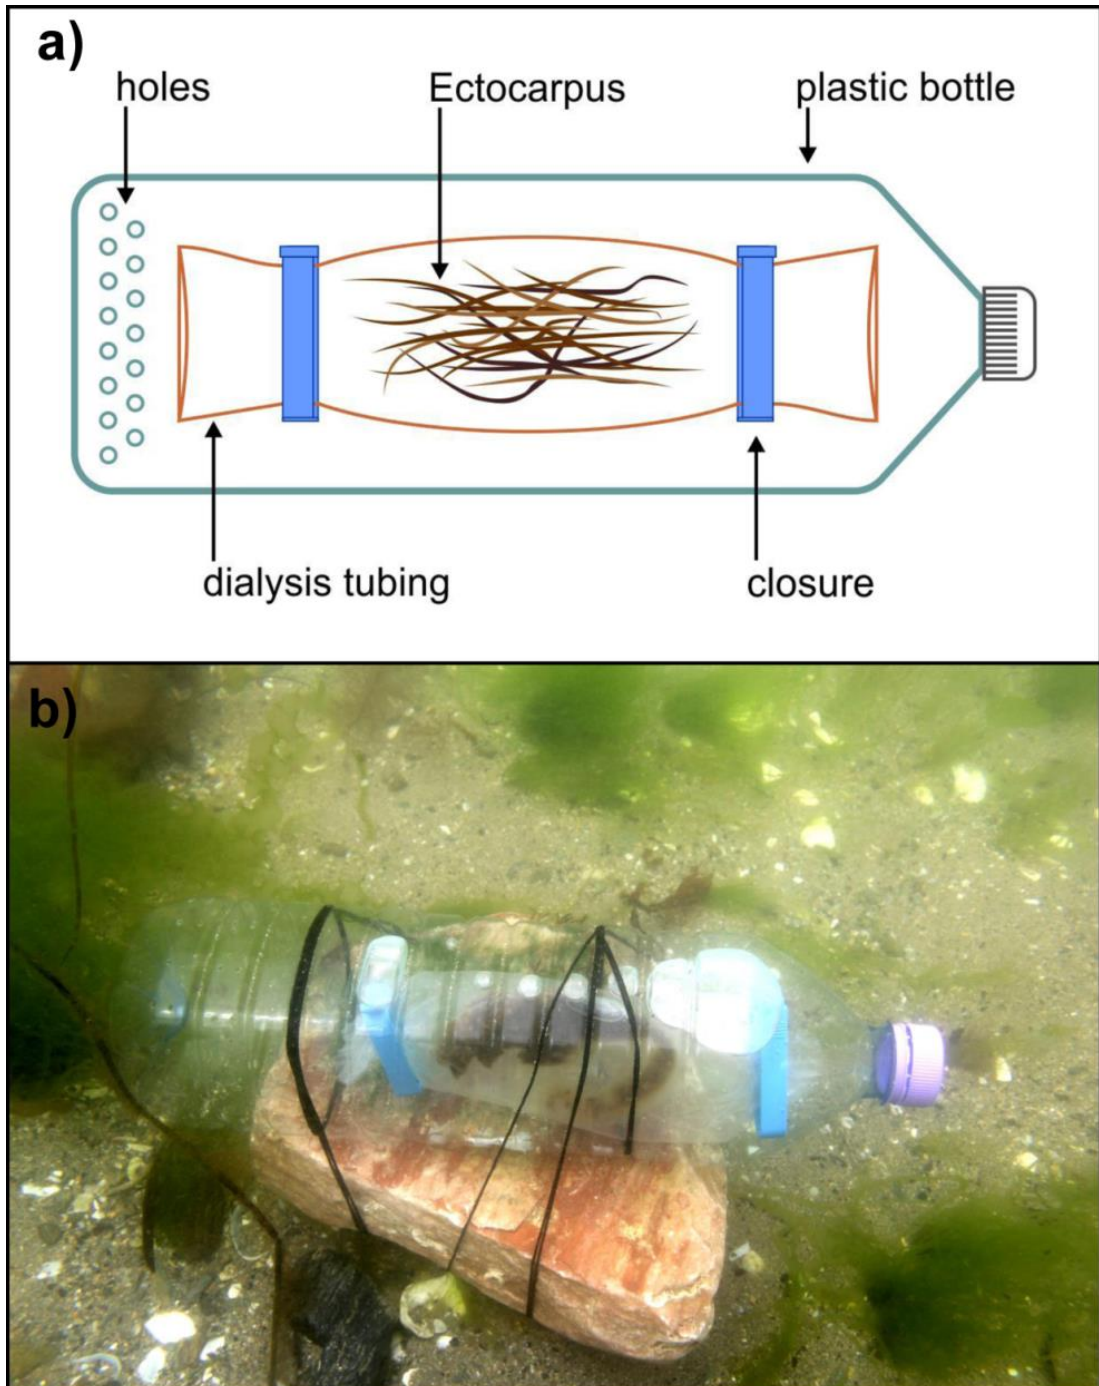 a)
holes
Ectocarpus
plastic bottle
dialysis tubing
closure
b)